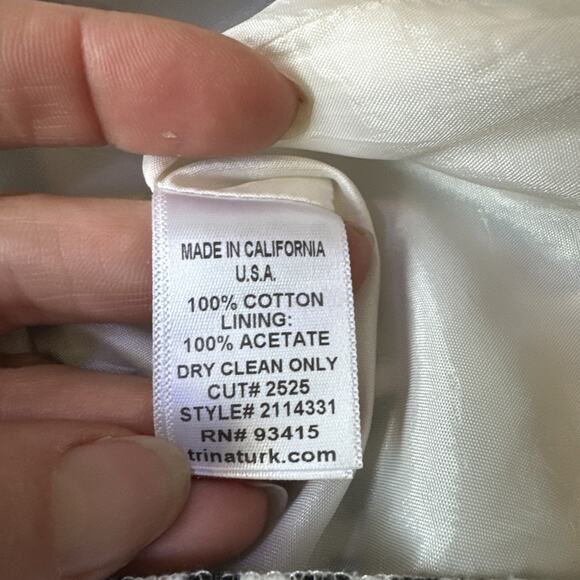 MADE IN CALIFORNIA
U.S.A.
100% COTTON
LINING:
100% ACETATE
DRY CLEAN ONLY
CUT# 2525
STYLE# 2114331
RN# 93415
trinaturk.com